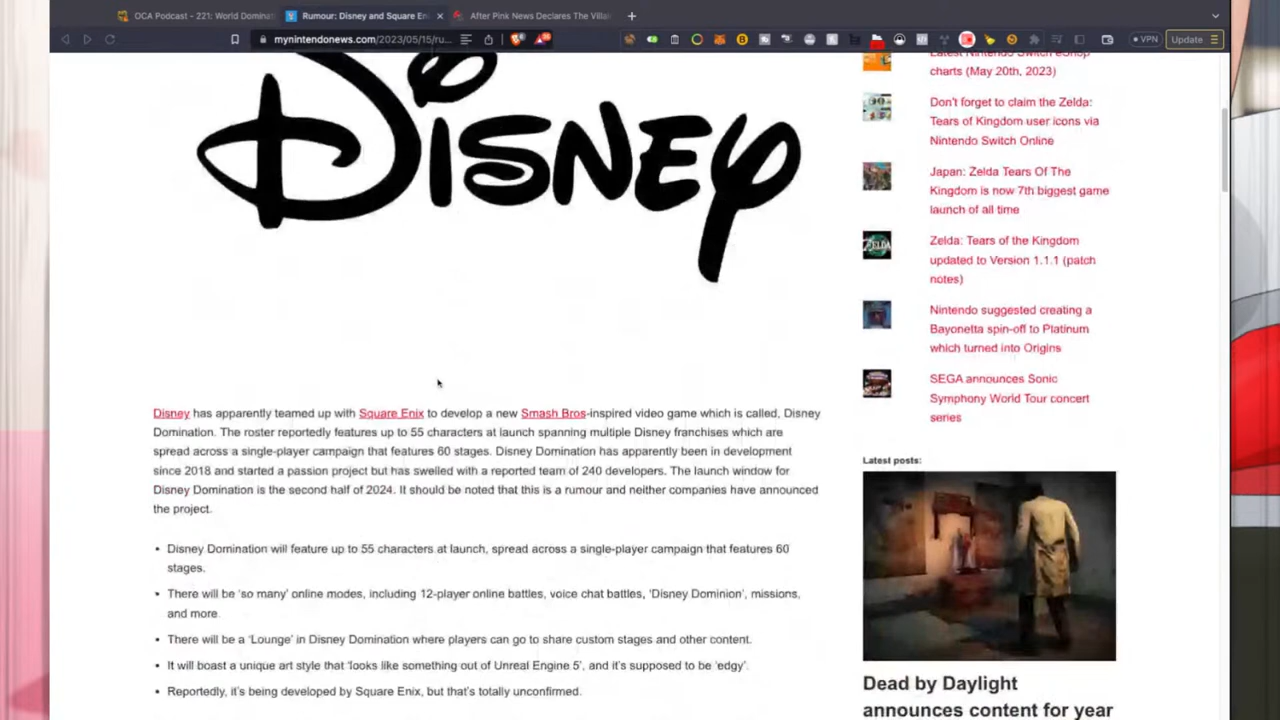 OCA Podcast - 221: World Dominat
Rumour: Disney and Square Eni
After Pink News Declares The Villai
mynintendonews.com/2023/05/15/ru...
VPN
Update
DISNEY
Latest Nintendo Switch eShop
charts (May 20th, 2023)
Don't forget to claim the Zelda:
Tears of Kingdom user icons via
Nintendo Switch Online
Japan: Zelda Tears Of The
Kingdom is now 7th biggest game
launch of all time
Zelda: Tears of the Kingdom
updated to Version 1.1.1 (patch
notes)
Nintendo suggested creating a
Bayonetta spin-off to Platinum
which turned into Origins
SEGA announces Sonic
Symphony World Tour concert
series
Disney has apparently teamed up with Square Enix to develop a new Smash Bros-inspired video game which is called, Disney
Domination. The roster reportedly features up to 55 characters at launch spanning multiple Disney franchises which are
spread across a single-player campaign that features 60 stages. Disney Domination has apparently been in development
since 2018 and started a passion project but has swelled with a reported team of 240 developers. The launch window for
Disney Domination is the second half of 2024. It should be noted that this is a rumour and neither companies have announced
the project.
• Disney Domination will feature up to 55 characters at launch, spread across a single-player campaign that features 60
stages.
• There will be 'so many' online modes, including 12-player online battles, voice chat battles, 'Disney Dominion', missions,
and more.
• There will be a 'Lounge' in Disney Domination where players can go to share custom stages and other content.
• It will boast a unique art style that 'looks like something out of Unreal Engine 5', and it's supposed to be 'edgy'.
• Reportedly, it's being developed by Square Enix, but that's totally unconfirmed.
Latest posts:
ZELDA
Dead by Daylight
announces content for year